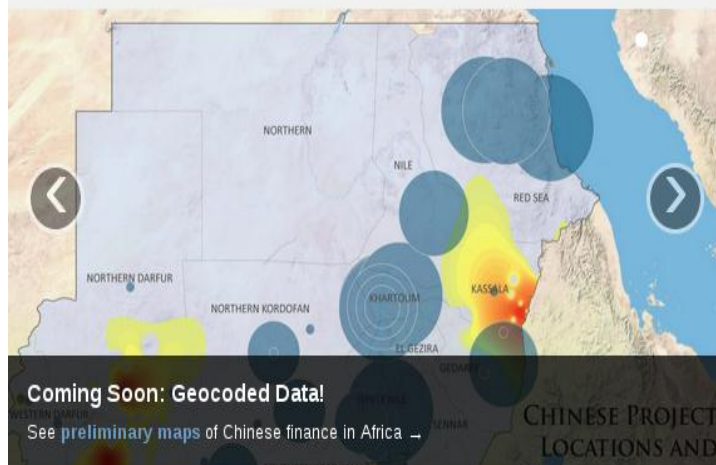 NORTHERN
NILE
RED SEA
NORTHERN DARFUR
KASSALA
NORTHERN KORDOFAN
KHARTOUM
EL GEZIRA
GEDAREF
Coming Soon: Geocoded Data!
WESTERN DARFUR
SENNAR
CHINESE PROJECT
See preliminary maps of Chinese finance in Africa →
LOCATIONS AND